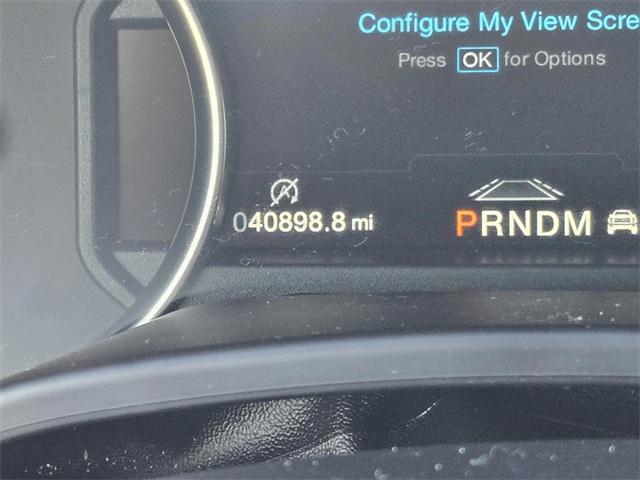 Configure My View Scre
Press OK for Options
A
040898.8 mi
PRNDM